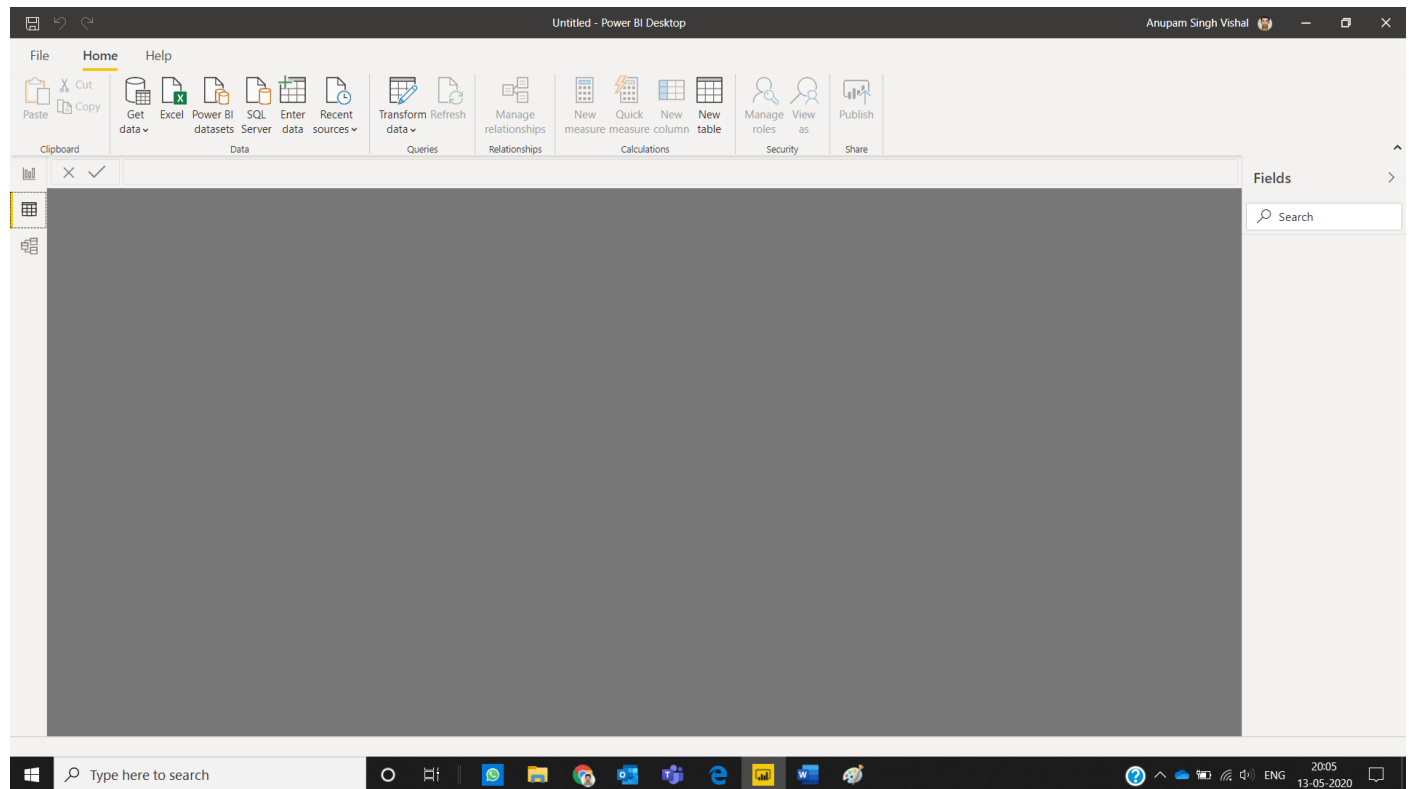 Untitled - Power BI Desktop
Anupam Singh Vishal
File Home Help
Paste
Cut
Copy
Clipboard
Get data
Excel
Power BI datasets
SQL Server
Enter data
Recent sources
Data
Transform data
Refresh
Queries
Manage relationships
Relationships
New measure
Quick measure
New column
New table
Calculations
Manage roles
View as
Security
Publish
Share
Fields
Search
Type here to search
ENG
20:05
13-05-2020